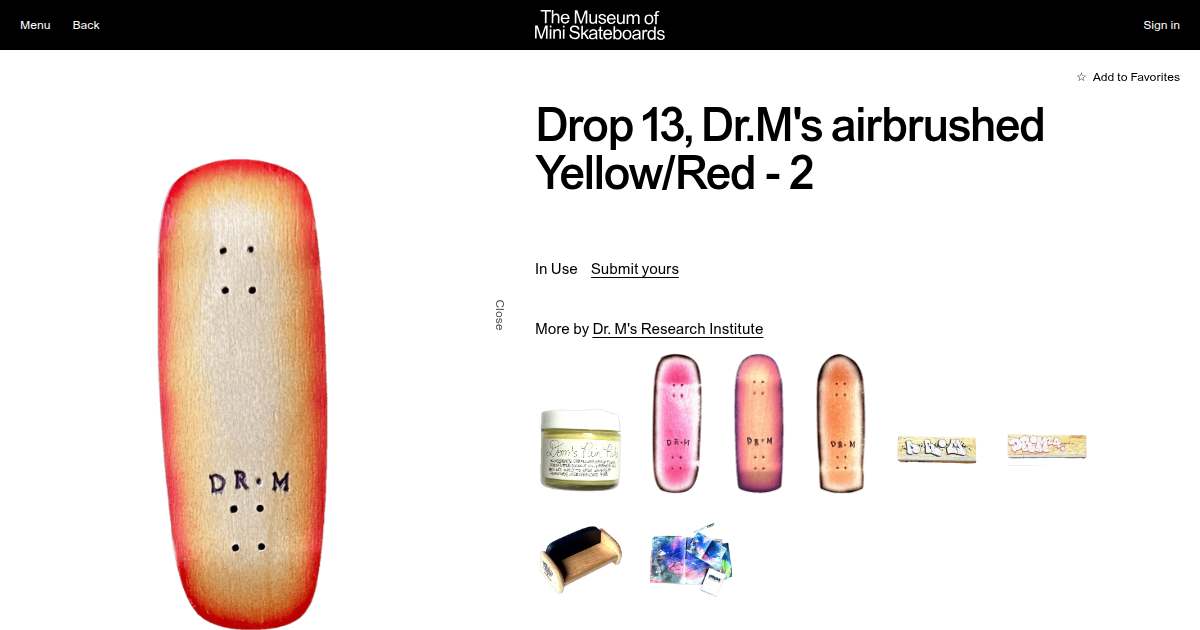 Menu
Back
The Museum of
Mini Skateboards
Sign in
☆ Add to Favorites
Drop 13, Dr.M's airbrushed
Yellow/Red - 2
DR·M
In Use
Submit yours
Close
More by Dr. M's Research Institute
DR·M
DR·M
DR·M